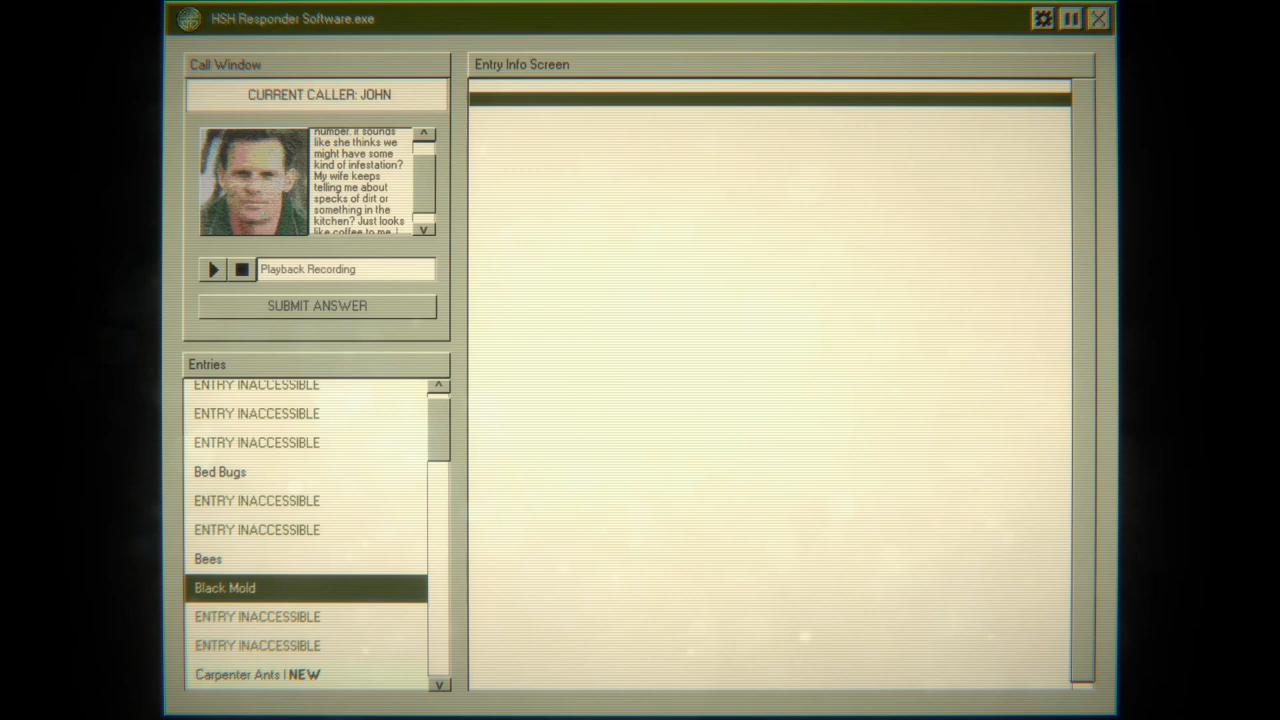 HSH Responder Software.exe
Call Window
CURRENT CALLER: JOHN
number. It sounds
like she thinks we
might have some
kind of infestation?
My wife keeps
telling me about
specks of dirt or
something in the
kitchen? Just looks
like coffee to me. I
^
v
Playback Recording
SUBMIT ANSWER
Entries
ENTRY INACCESSIBLE
ENTRY INACCESSIBLE
ENTRY INACCESSIBLE
Bed Bugs
ENTRY INACCESSIBLE
ENTRY INACCESSIBLE
Bees
Black Mold
ENTRY INACCESSIBLE
ENTRY INACCESSIBLE
Carpenter Ants | NEW
^
v
Entry Info Screen